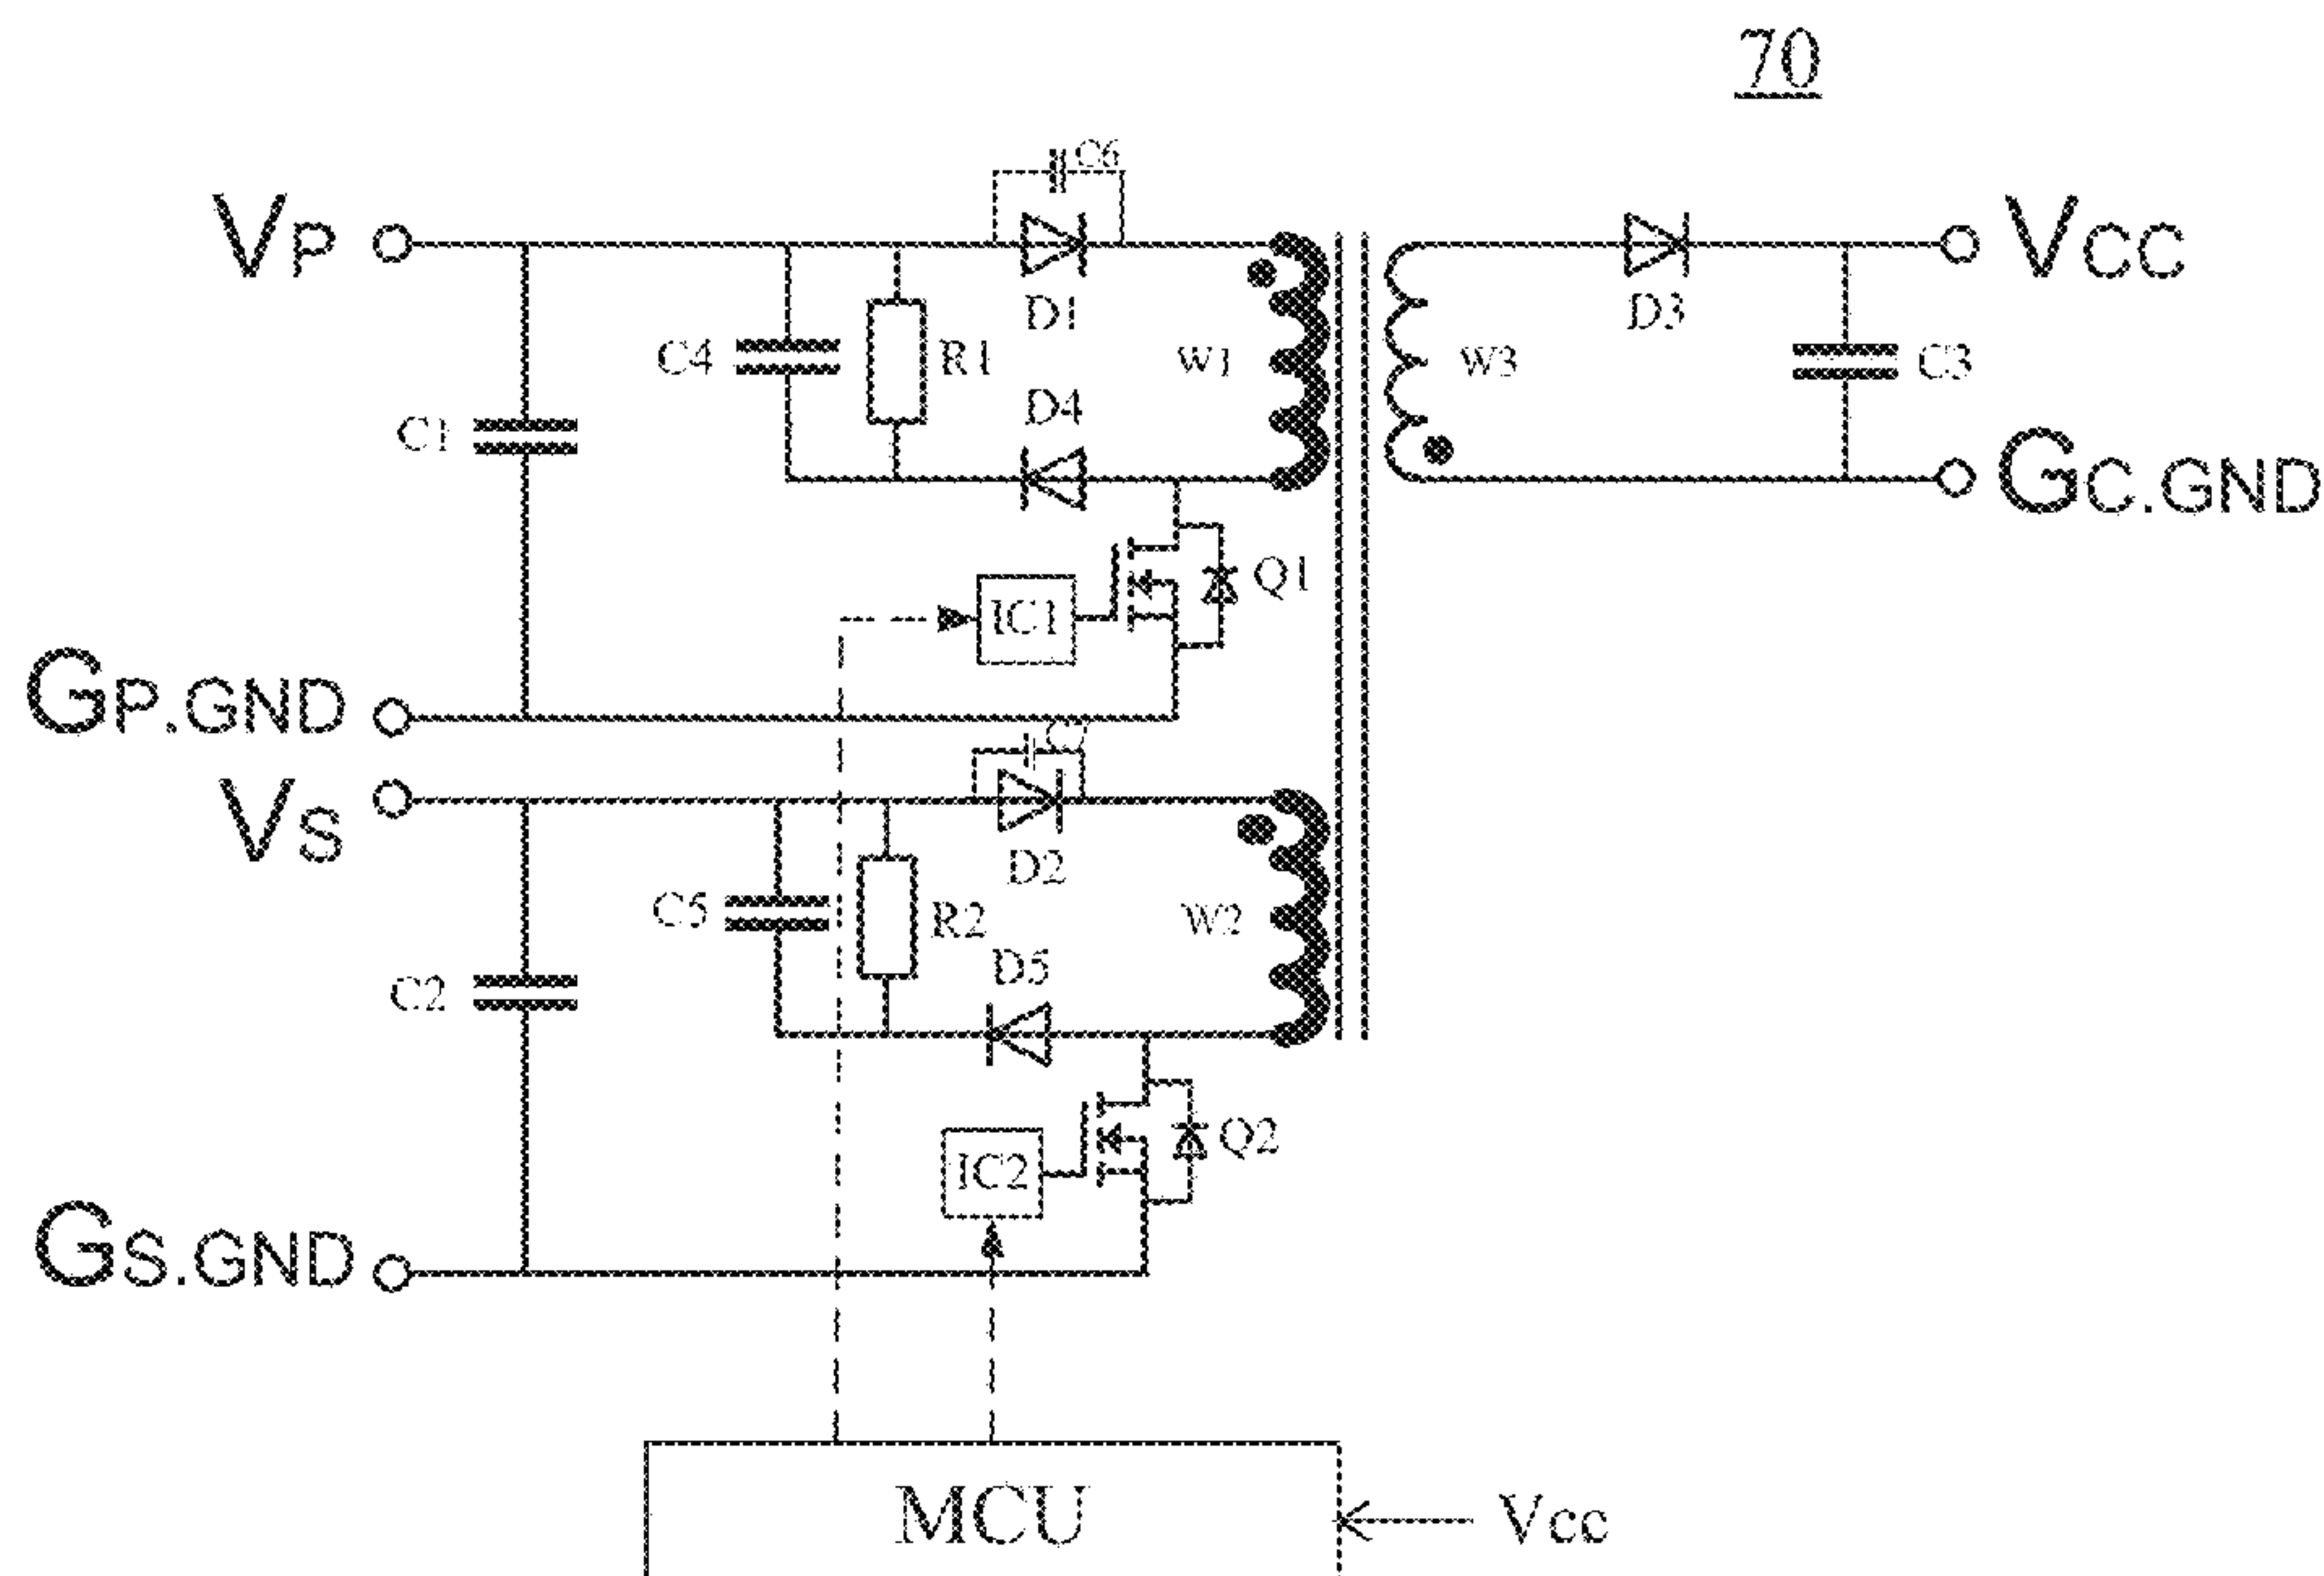 70
C6
VP
VCC
D1
D3
C4
R1
W1
W3
C3
D4
C1
GC.GND
Q1
IC1
GP.GND
VS
D2
C5
R2
W2
D5
C2
Q2
IC2
GS.GND
MCU
Vcc